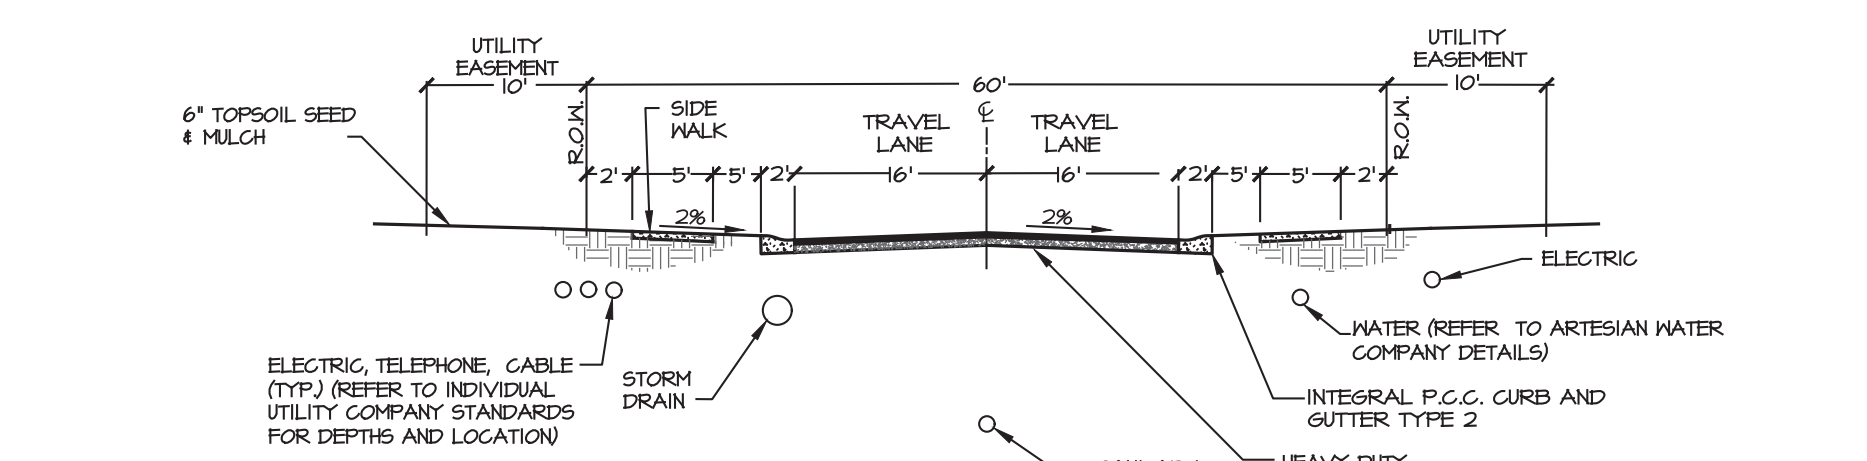 UTILITY
EASEMENT
10'
60'
UTILITY
EASEMENT
10'
6" TOPSOIL SEED
& MULCH
R.O.W.
SIDE
WALK
TRAVEL
LANE
℄
TRAVEL
LANE
R.O.W.
2' 5' 5' 2' 16' 16' 2' 5' 5' 2'
2%
2%
ELECTRIC
WATER (REFER TO ARTESIAN WATER
COMPANY DETAILS)
ELECTRIC, TELEPHONE, CABLE
(TYP.) (REFER TO INDIVIDUAL
UTILITY COMPANY STANDARDS
FOR DEPTHS AND LOCATION)
STORM
DRAIN
INTEGRAL P.C.C. CURB AND
GUTTER TYPE 2
HEAVY DUTY